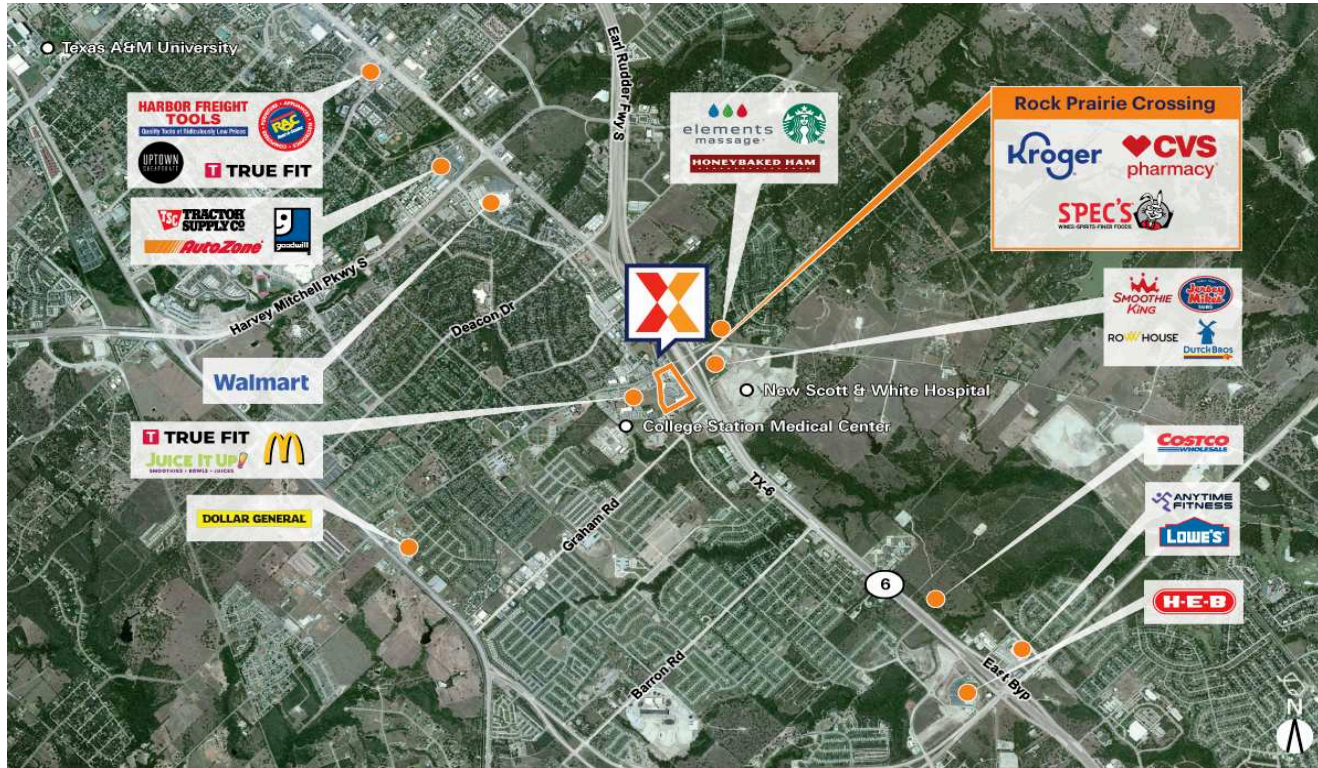 Texas A&M University
Earl Rudder Fwy S
HARBOR FREIGHT
TOOLS
Quality Tools at Ridiculously Low Prices
RAC
UPTOWN
CHEAPSKATE
T TRUE FIT
elements
massage
HONEYBAKED HAM
Rock Prairie Crossing
Kroger
CVS
pharmacy
SPEC'S
WINES•SPIRITS•FINER FOODS
TSC TRACTOR
SUPPLY CO
AutoZone
goodwill
Harvey Mitchell Pkwy S
Deacon Dr
SMOOTHIE
KING
Jersey
Mike's
SUBS
ROW HOUSE
DUTCH BROS
Walmart
New Scott & White Hospital
College Station Medical Center
T TRUE FIT
JUICE IT UP!
SMOOTHIES • BOWLS • JUICES
M
DOLLAR GENERAL
Graham Rd
TX-6
COSTCO
WHOLESALE
ANYTIME
FITNESS
LOWE'S
6
H-E-B
Barron Rd
East Byp
N